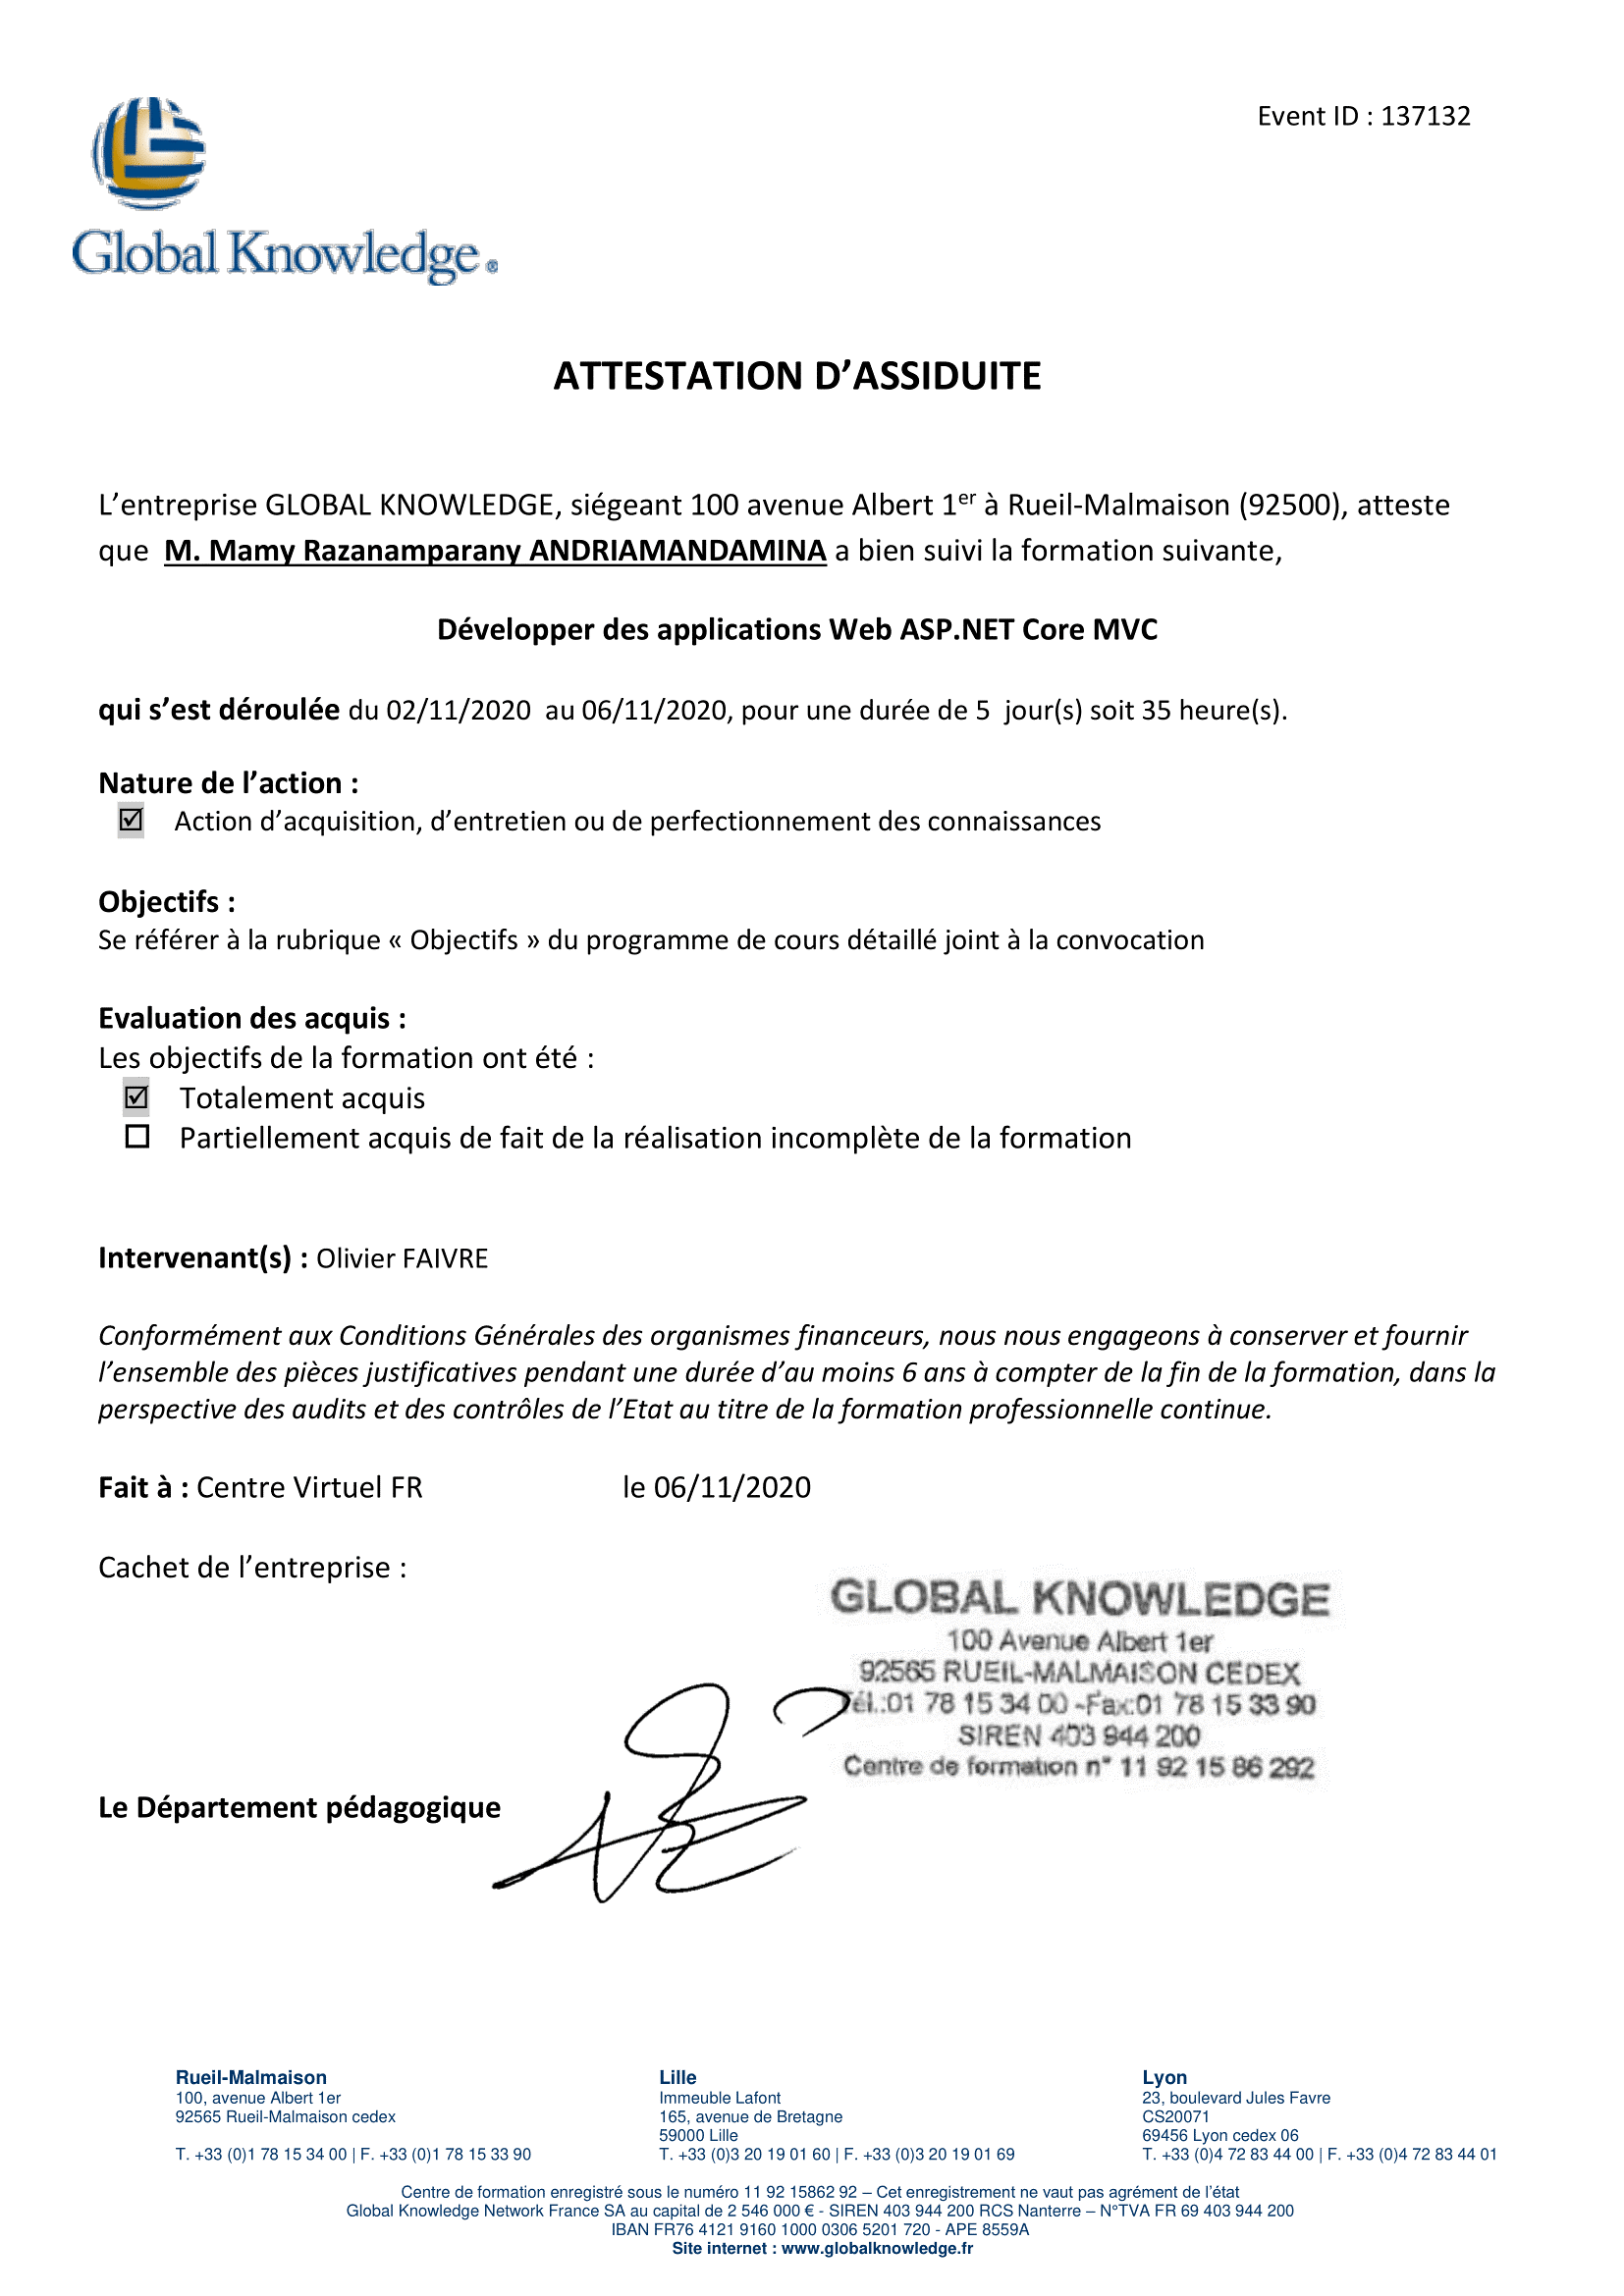 Event ID : 137132
Global Knowledge®
ATTESTATION D’ASSIDUITE
L’entreprise GLOBAL KNOWLEDGE, siégeant 100 avenue Albert 1er à Rueil-Malmaison (92500), atteste
que M. Mamy Razanamparany ANDRIAMANDAMINA a bien suivi la formation suivante,
Développer des applications Web ASP.NET Core MVC
qui s’est déroulée du 02/11/2020 au 06/11/2020, pour une durée de 5 jour(s) soit 35 heure(s).
Nature de l’action :
☑ Action d’acquisition, d’entretien ou de perfectionnement des connaissances
Objectifs :
Se référer à la rubrique « Objectifs » du programme de cours détaillé joint à la convocation
Evaluation des acquis :
Les objectifs de la formation ont été :
☑ Totalement acquis
☐ Partiellement acquis de fait de la réalisation incomplète de la formation
Intervenant(s) : Olivier FAIVRE
Conformément aux Conditions Générales des organismes financeurs, nous nous engageons à conserver et fournir
l’ensemble des pièces justificatives pendant une durée d’au moins 6 ans à compter de la fin de la formation, dans la
perspective des audits et des contrôles de l’Etat au titre de la formation professionnelle continue.
Fait à : Centre Virtuel FR le 06/11/2020
Cachet de l’entreprise :
GLOBAL KNOWLEDGE
100 Avenue Albert 1er
92565 RUEIL-MALMAISON CEDEX
Tél.:01 78 15 34 00 -Fax:01 78 15 33 90
SIREN 403 944 200
Centre de formation n° 11 92 15 86 292
Le Département pédagogique
Rueil-Malmaison
100, avenue Albert 1er
92565 Rueil-Malmaison cedex
T. +33 (0)1 78 15 34 00 | F. +33 (0)1 78 15 33 90
Lille
Immeuble Lafont
165, avenue de Bretagne
59000 Lille
T. +33 (0)3 20 19 01 60 | F. +33 (0)3 20 19 01 69
Lyon
23, boulevard Jules Favre
CS20071
69456 Lyon cedex 06
T. +33 (0)4 72 83 44 00 | F. +33 (0)4 72 83 44 01
Centre de formation enregistré sous le numéro 11 92 15862 92 – Cet enregistrement ne vaut pas agrément de l’état
Global Knowledge Network France SA au capital de 2 546 000 € - SIREN 403 944 200 RCS Nanterre – N°TVA FR 69 403 944 200
IBAN FR76 4121 9160 1000 0306 5201 720 - APE 8559A
Site internet : www.globalknowledge.fr